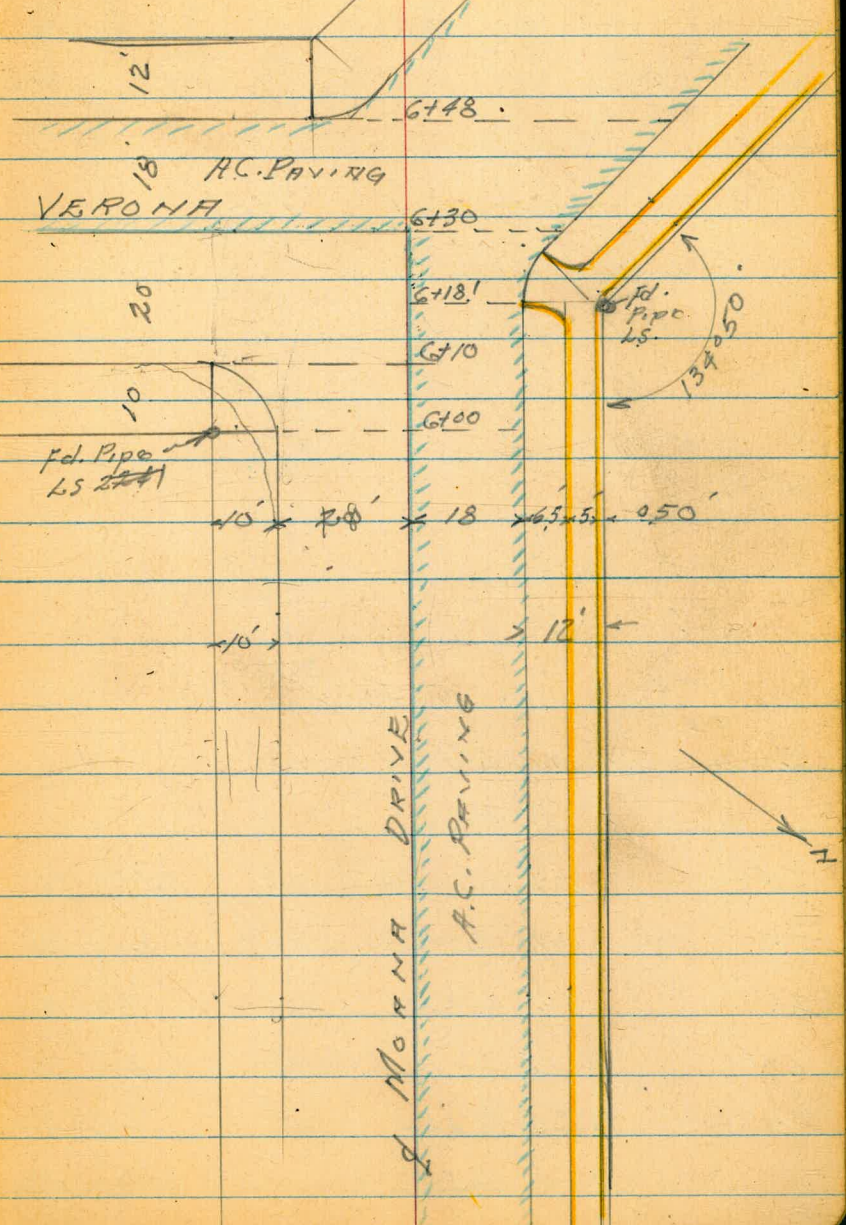 12'
6+48
18'
A.C. PAVING
VERONA
6+30
20
6+18'
Fd.
Pipe
LS.
134°50'
6+10
10
6+00
Fd. Pipe
LS
10' 28' 18 6.5' 5' 0.50'
12'
10'
℄ MOANA DRIVE
A.C. PAVING
N